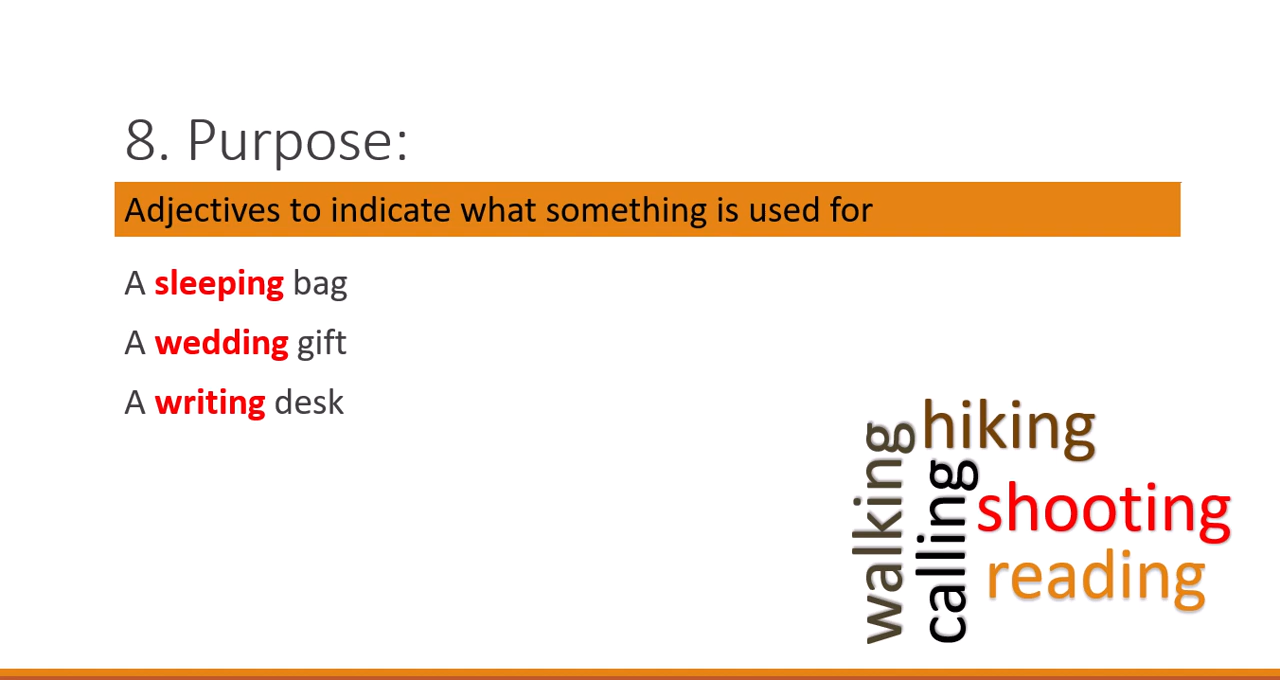 8. Purpose:
Adjectives to indicate what something is used for
A sleeping bag
A wedding gift
A writing desk
walking
calling
hiking
shooting
reading